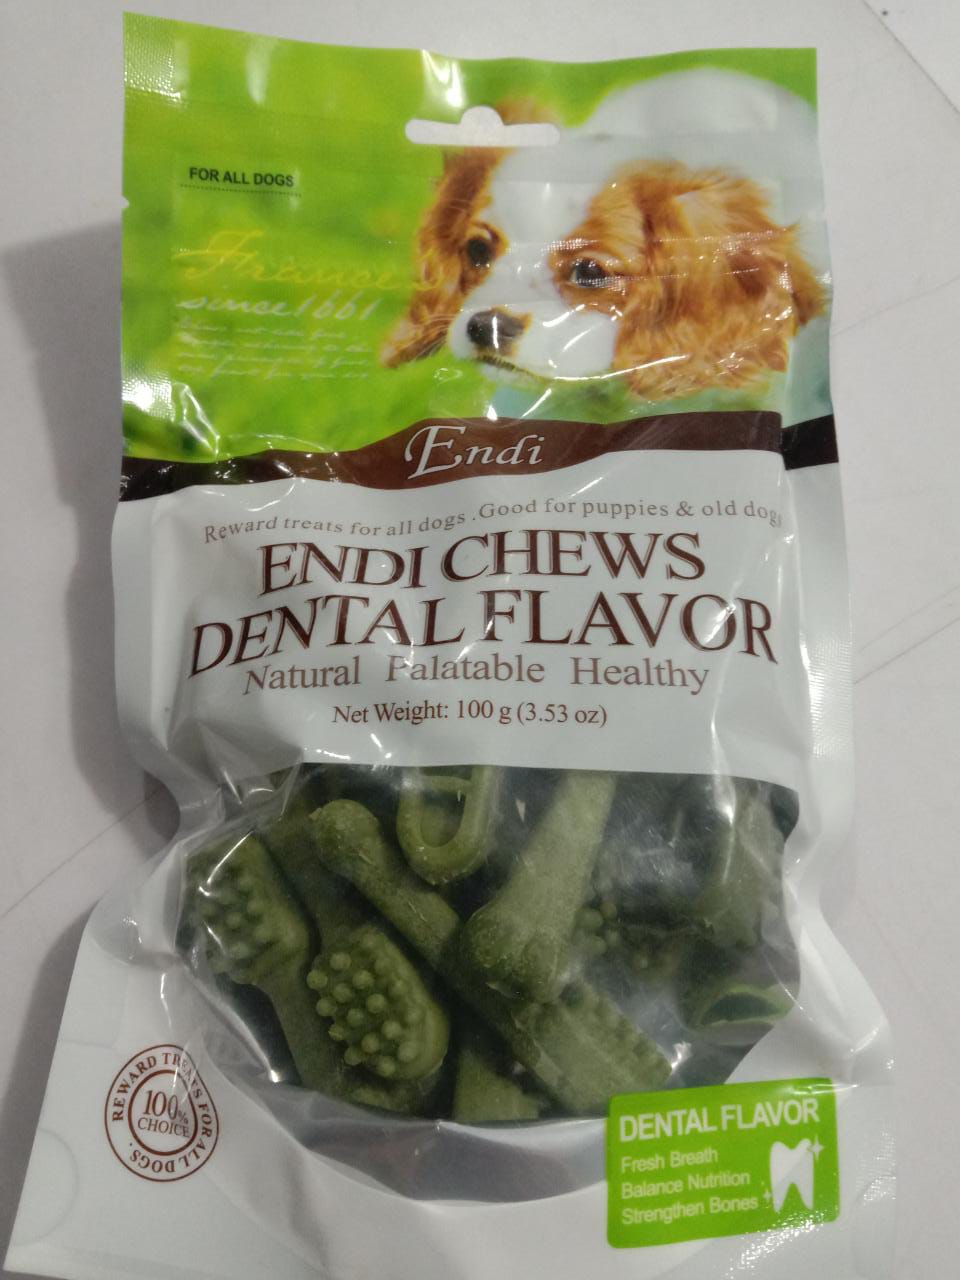 FOR ALL DOGS
France's
since1661
Endi
Reward treats for all dogs .Good for puppies & old dogs
ENDI CHEWS
DENTAL FLAVOR
Natural Palatable Healthy
Net Weight: 100 g (3.53 oz)
REWARD TREATS FOR ALL DOGS.
100%
CHOICE
DENTAL FLAVOR
Fresh Breath
Balance Nutrition
Strengthen Bones